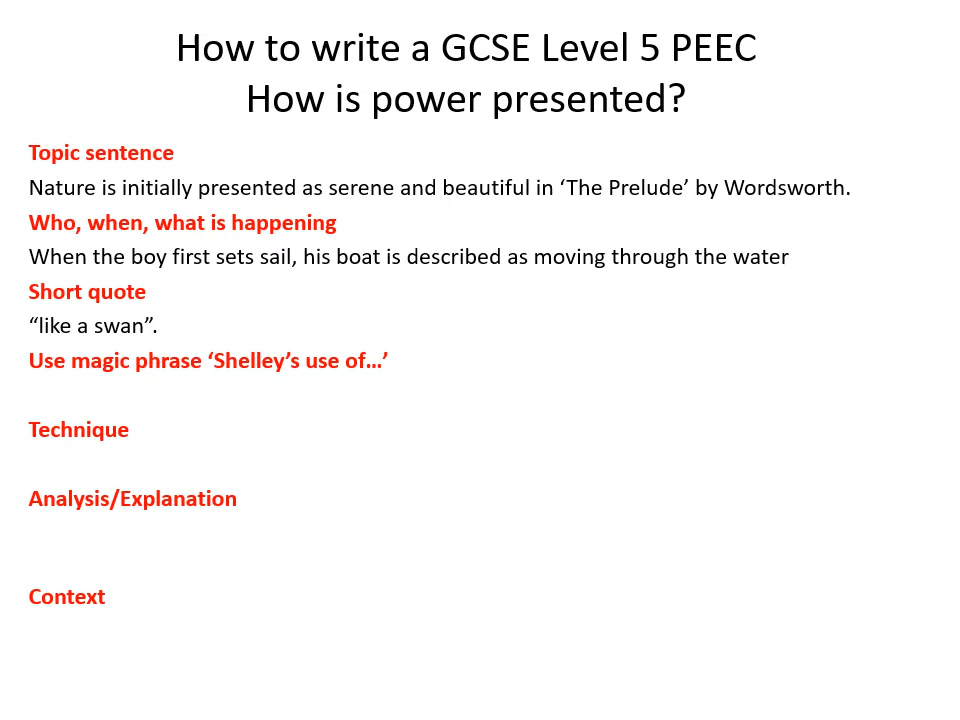 How to write a GCSE Level 5 PEEC
How is power presented?
Topic sentence
Nature is initially presented as serene and beautiful in ‘The Prelude’ by Wordsworth.
Who, when, what is happening
When the boy first sets sail, his boat is described as moving through the water
Short quote
“like a swan”.
Use magic phrase ‘Shelley’s use of…’
Technique
Analysis/Explanation
Context